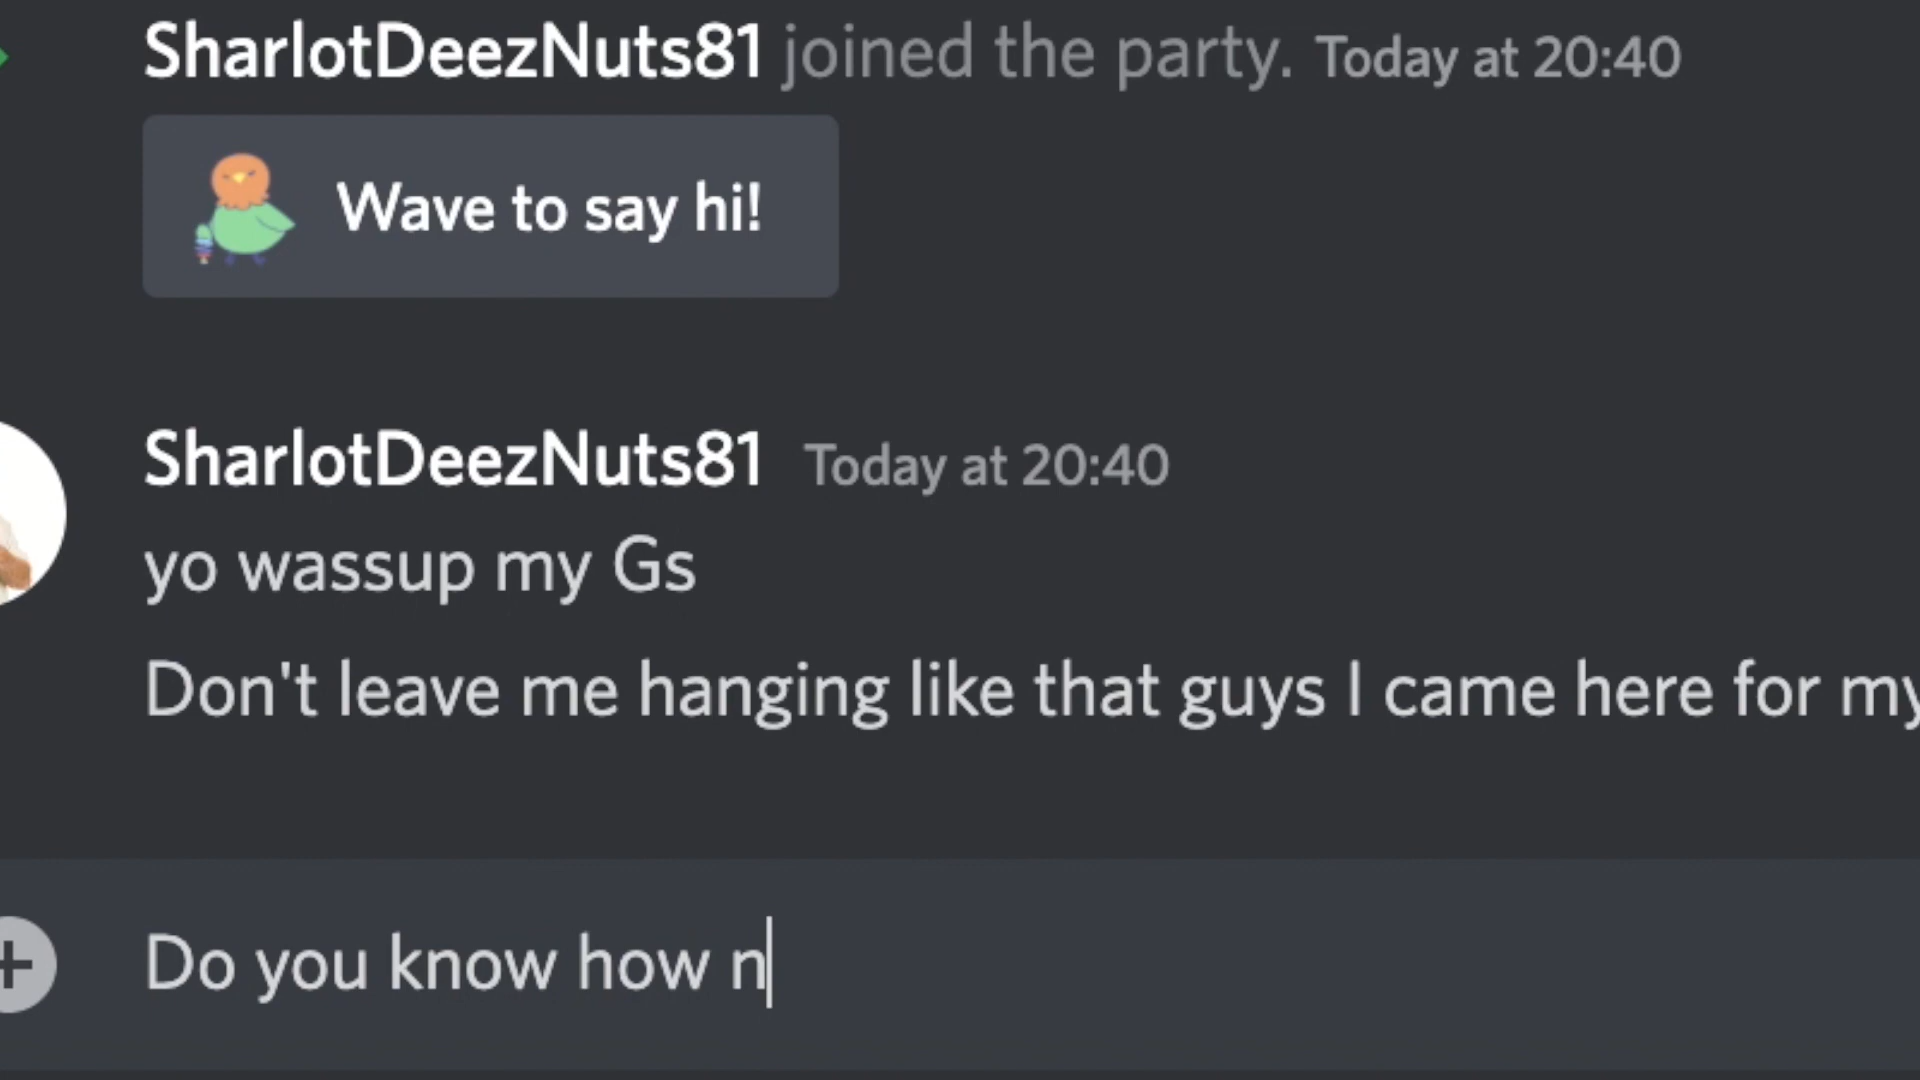 SharlotDeezNuts81 joined the party. Today at 20:40
Wave to say hi!
SharlotDeezNuts81 Today at 20:40
yo wassup my Gs
Don't leave me hanging like that guys I came here for my
Do you know how n